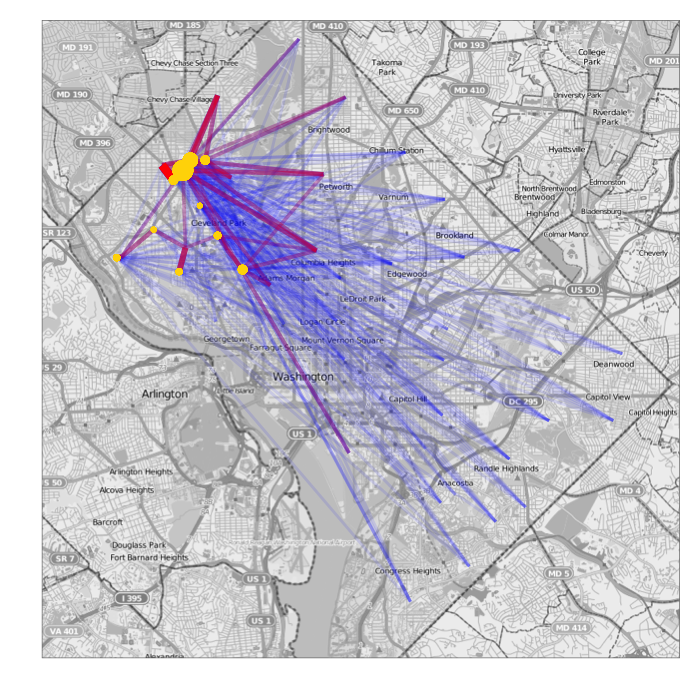 MD 185
MD 410
MD 191
MD 193
College
Park
Chevy Chase Section Three
Takoma
Park
MD 201
MD 190
Chevy Chase Village
MD 410
University Park
MD 650
Riverdale
Park
Brightwood
MD 396
Chillum Station
Hyattsville
Petworth
Edmonston
North Brentwood
Varnum
Brentwood
Highland
Bladensburg
Cleveland Park
SR 123
Brookland
Colmar Manor
Cheverly
Columbia Heights
Edgewood
ams Morgan
US 50
LeDroit Park
Logan Circle
Georgetown
Mount Vernon Square
Farragut Square
S 29
Deanwood
Washington
Arlington
Little Island
Capitol Hill
DC 295
Capitol View
Capitol Heights
US 1
Arlington Heights
Randle Highlands
S 50
Anacostia
Alcova Heights
MD 4
Barcroft
Douglass Park
SR 7
Fort Barnard Heights
Congress Heights
MD 5
US 1
I 395
US 1
VA 401
MD 414
Alexandria